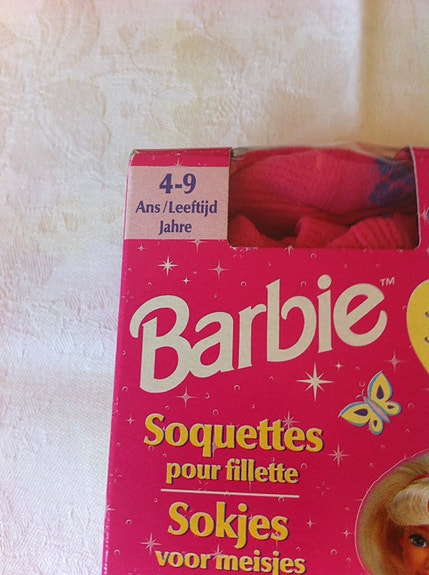 4-9
Ans/Leeftijd
Jahre
Barbie™
Soquettes
pour fillette
Sokjes
voor meisjes